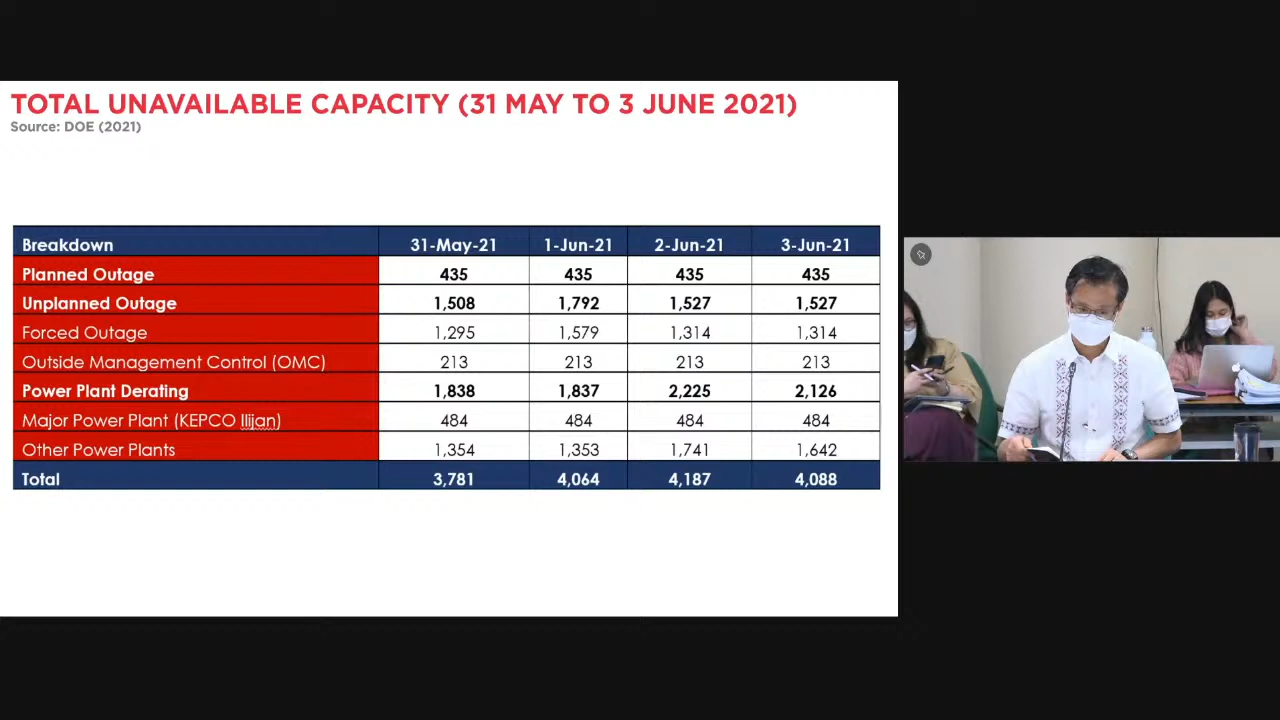 TOTAL UNAVAILABLE CAPACITY (31 MAY TO 3 JUNE 2021)
Source: DOE (2021)
Breakdown 31-May-21 1-Jun-21 2-Jun-21 3-Jun-21
Planned Outage 435 435 435 435
Unplanned Outage 1,508 1,792 1,527 1,527
Forced Outage 1,295 1,579 1,314 1,314
Outside Management Control (OMC) 213 213 213 213
Power Plant Derating 1,838 1,837 2,225 2,126
Major Power Plant (KEPCO Ilijan) 484 484 484 484
Other Power Plants 1,354 1,353 1,741 1,642
Total 3,781 4,064 4,187 4,088